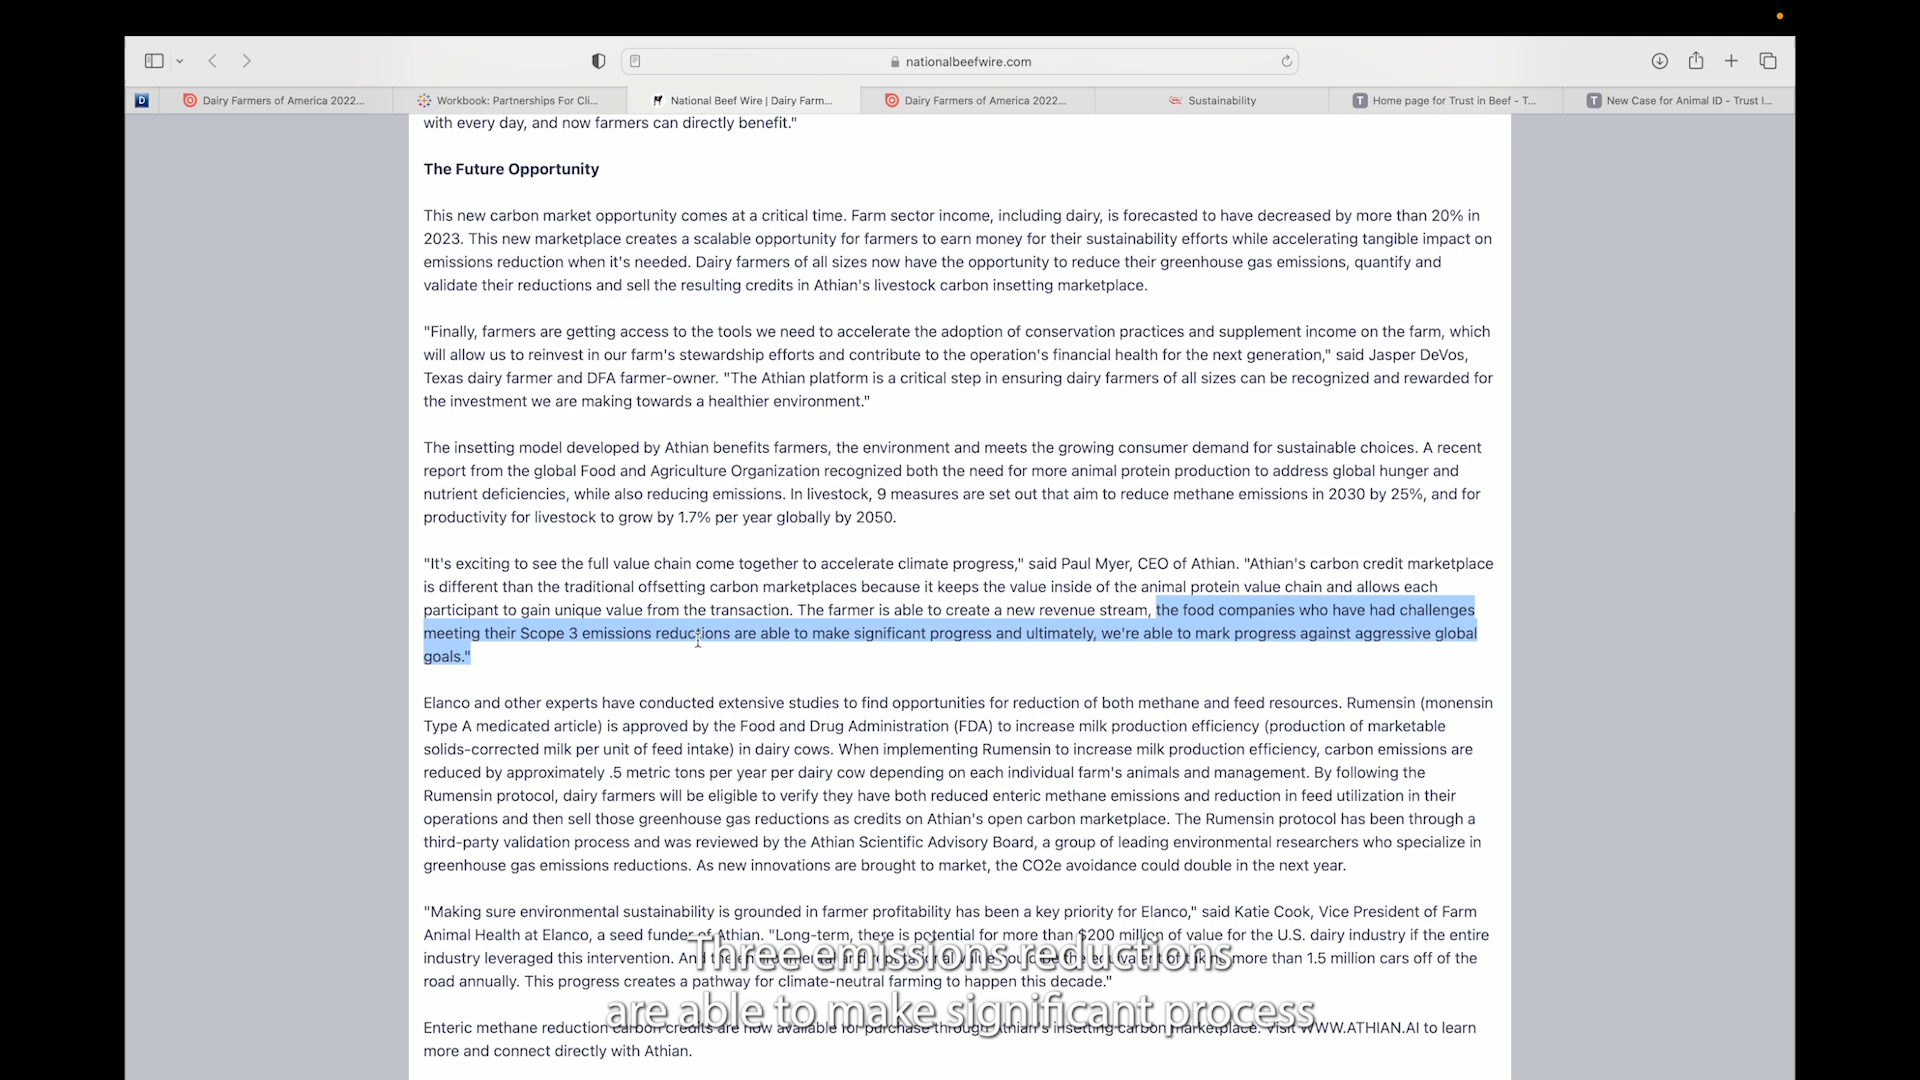 nationalbeefwire.com
D
Dairy Farmers of America 2022...
Workbook: Partnerships For Cli...
National Beef Wire | Dairy Farm...
Dairy Farmers of America 2022...
Sustainability
T Home page for Trust in Beef - T...
T New Case for Animal ID - Trust I...
with every day, and now farmers can directly benefit."
The Future Opportunity
This new carbon market opportunity comes at a critical time. Farm sector income, including dairy, is forecasted to have decreased by more than 20% in
2023. This new marketplace creates a scalable opportunity for farmers to earn money for their sustainability efforts while accelerating tangible impact on
emissions reduction when it's needed. Dairy farmers of all sizes now have the opportunity to reduce their greenhouse gas emissions, quantify and
validate their reductions and sell the resulting credits in Athian's livestock carbon insetting marketplace.
"Finally, farmers are getting access to the tools we need to accelerate the adoption of conservation practices and supplement income on the farm, which
will allow us to reinvest in our farm's stewardship efforts and contribute to the operation's financial health for the next generation," said Jasper DeVos,
Texas dairy farmer and DFA farmer-owner. "The Athian platform is a critical step in ensuring dairy farmers of all sizes can be recognized and rewarded for
the investment we are making towards a healthier environment."
The insetting model developed by Athian benefits farmers, the environment and meets the growing consumer demand for sustainable choices. A recent
report from the global Food and Agriculture Organization recognized both the need for more animal protein production to address global hunger and
nutrient deficiencies, while also reducing emissions. In livestock, 9 measures are set out that aim to reduce methane emissions in 2030 by 25%, and for
productivity for livestock to grow by 1.7% per year globally by 2050.
"It's exciting to see the full value chain come together to accelerate climate progress," said Paul Myer, CEO of Athian. "Athian's carbon credit marketplace
is different than the traditional offsetting carbon marketplaces because it keeps the value inside of the animal protein value chain and allows each
participant to gain unique value from the transaction. The farmer is able to create a new revenue stream, the food companies who have had challenges
meeting their Scope 3 emissions reductions are able to make significant progress and ultimately, we're able to mark progress against aggressive global
goals."
Elanco and other experts have conducted extensive studies to find opportunities for reduction of both methane and feed resources. Rumensin (monensin
Type A medicated article) is approved by the Food and Drug Administration (FDA) to increase milk production efficiency (production of marketable
solids-corrected milk per unit of feed intake) in dairy cows. When implementing Rumensin to increase milk production efficiency, carbon emissions are
reduced by approximately .5 metric tons per year per dairy cow depending on each individual farm's animals and management. By following the
Rumensin protocol, dairy farmers will be eligible to verify they have both reduced enteric methane emissions and reduction in feed utilization in their
operations and then sell those greenhouse gas reductions as credits on Athian's open carbon marketplace. The Rumensin protocol has been through a
third-party validation process and was reviewed by the Athian Scientific Advisory Board, a group of leading environmental researchers who specialize in
greenhouse gas emissions reductions. As new innovations are brought to market, the CO2e avoidance could double in the next year.
"Making sure environmental sustainability is grounded in farmer profitability has been a key priority for Elanco," said Katie Cook, Vice President of Farm
Animal Health at Elanco, a seed funder of Athian. "Long-term, there is potential for more than $200 million of value for the U.S. dairy industry if the entire
industry leveraged this intervention. And the more than 1.5 million cars off of the
road annually. This progress creates a pathway for climate-neutral farming to happen this decade."
Enteric methane reduction carbon credits are now available for purchase through Athian's insetting carbon marketplace. Visit WWW.ATHIAN.AI to learn
more and connect directly with Athian.
Three emissions reductions
are able to make significant process